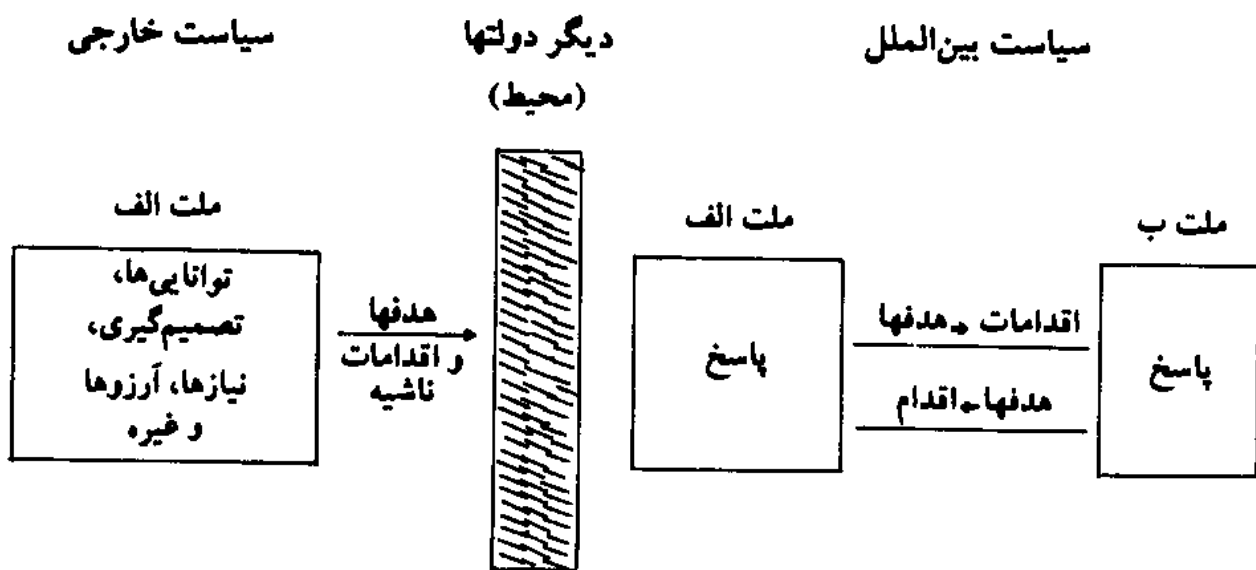 سیاست بین‌الملل
دیگر دولتها
(محیط)
سیاست خارجی
ملت ب
ملت الف
ملت الف
پاسخ
اقدامات ← هدفها
هدفها ← اقدام
پاسخ
هدفها
و اقدامات
ناشیه
توانایی‌ها،
تصمیم‌گیری،
نیازها، آرزوها
و غیره